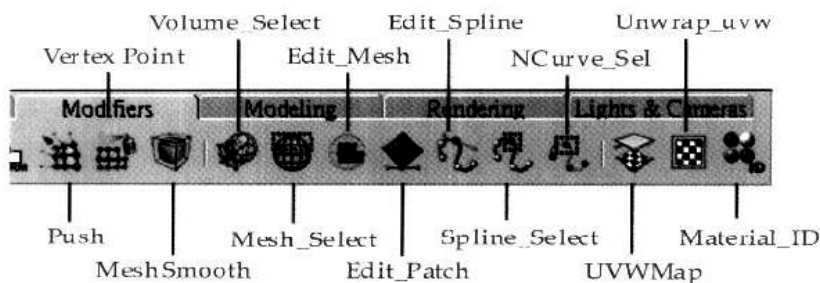 Volume_Select Edit_Spline Unwrap_uvw
Vertex Point Edit_Mesh NCurve_Sel
Modifiers Modeling Rendering Lights & Cameras
ID
Push Mesh_Select Spline_Select Material_ID
MeshSmooth Edit_Patch UVWMap